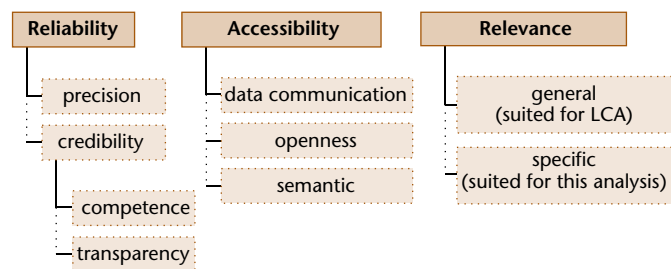 Reliability
precision
credibility
competence
transparency
Accessibility
data communication
openness
semantic
Relevance
general
(suited for LCA)
specific
(suited for this analysis)